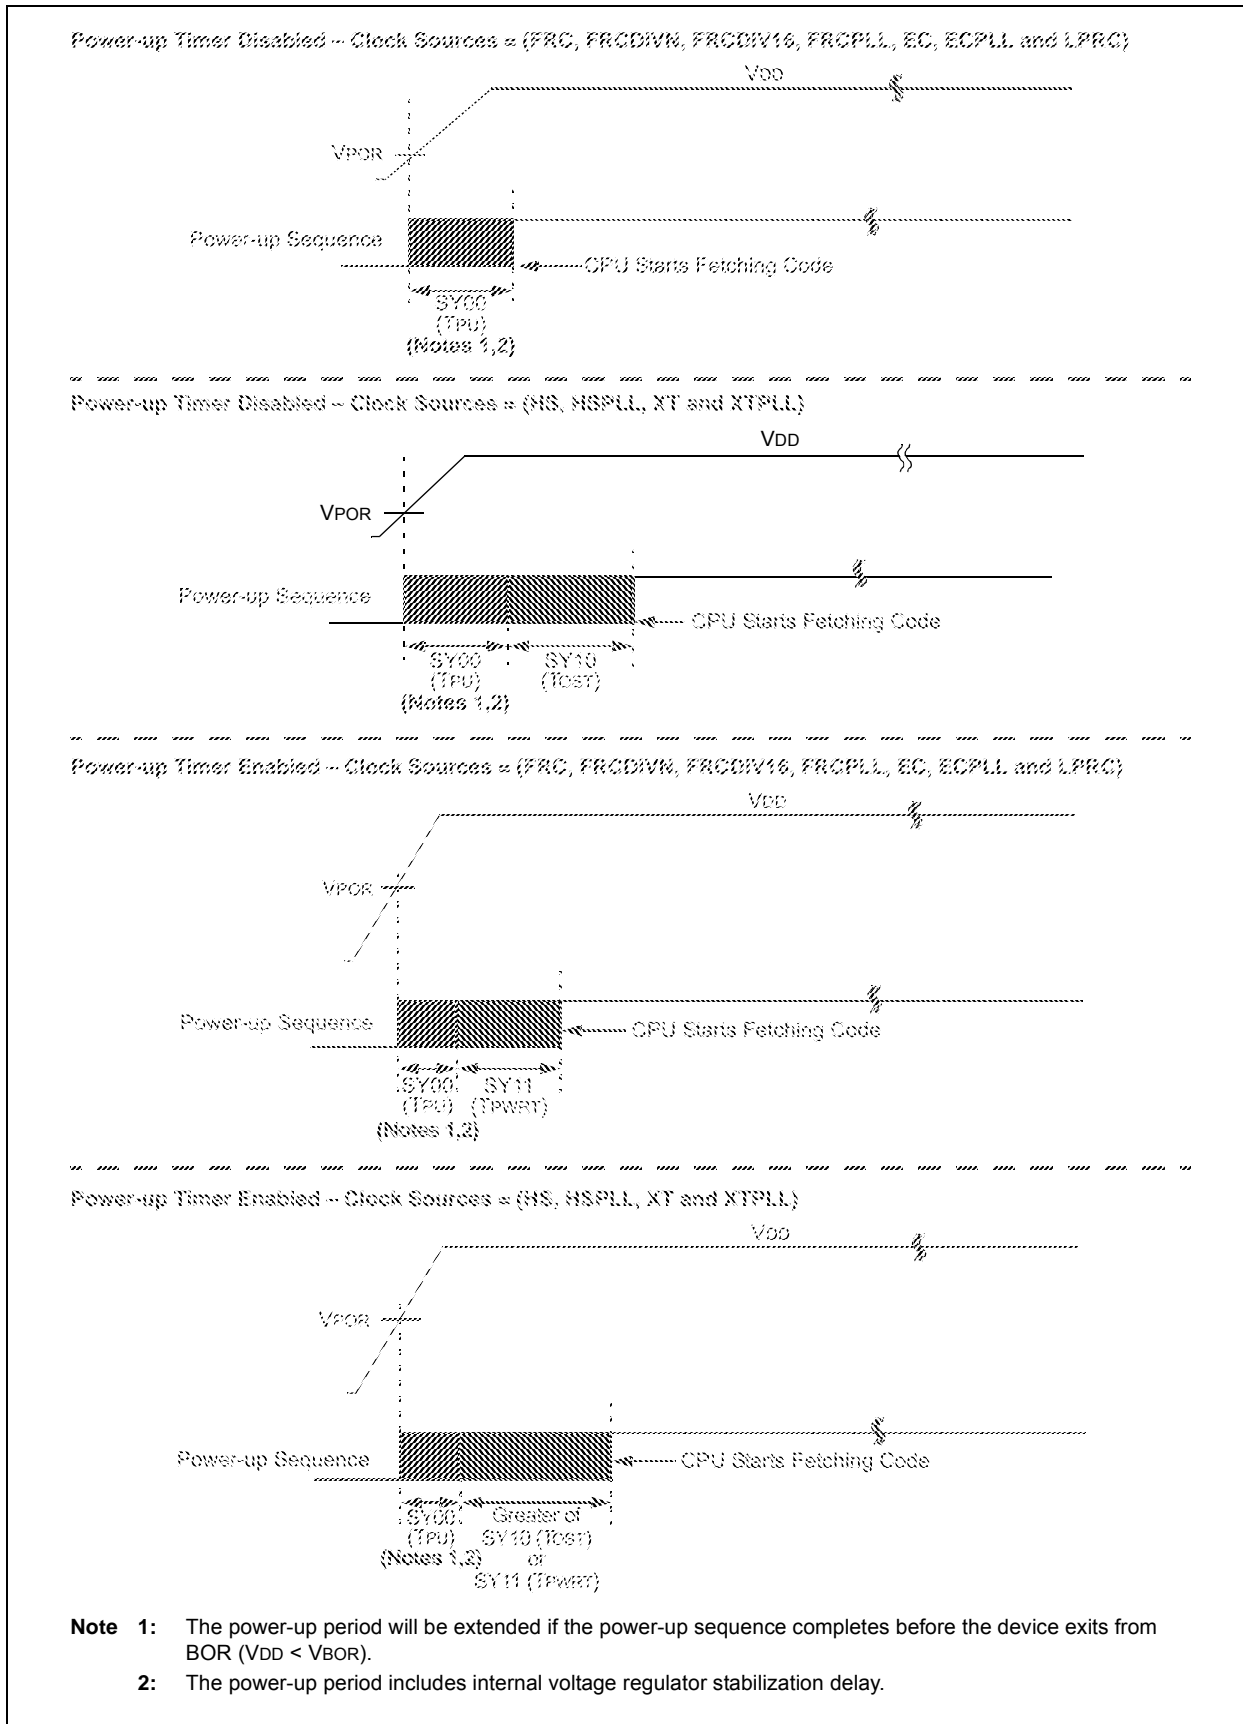 Power-up Timer Disabled – Clock Sources = (FRC, FRCDIVN, FRCDIV16, FRCPLL, EC, ECPLL and LPRC)
VDD
VPOR
Power-up Sequence
CPU Starts Fetching Code
SY00
(TPU)
(Notes 1,2)
Power-up Timer Disabled – Clock Sources = (HS, HSPLL, XT and XTPLL)
VDD
VPOR
Power-up Sequence
CPU Starts Fetching Code
SY00 SY10
(TPU) (TOST)
(Notes 1,2)
Power-up Timer Enabled – Clock Sources = (FRC, FRCDIVN, FRCDIV16, FRCPLL, EC, ECPLL and LPRC)
VDD
VPOR
Power-up Sequence
CPU Starts Fetching Code
SY00 SY11
(TPU) (TPWRT)
(Notes 1,2)
Power-up Timer Enabled – Clock Sources = (HS, HSPLL, XT and XTPLL)
VDD
VPOR
Power-up Sequence
CPU Starts Fetching Code
SY00 Greater of
(TPU) SY10 (TOST)
(Notes 1,2) or
SY11 (TPWRT)
Note 1: The power-up period will be extended if the power-up sequence completes before the device exits from
BOR (VDD < VBOR).
2: The power-up period includes internal voltage regulator stabilization delay.